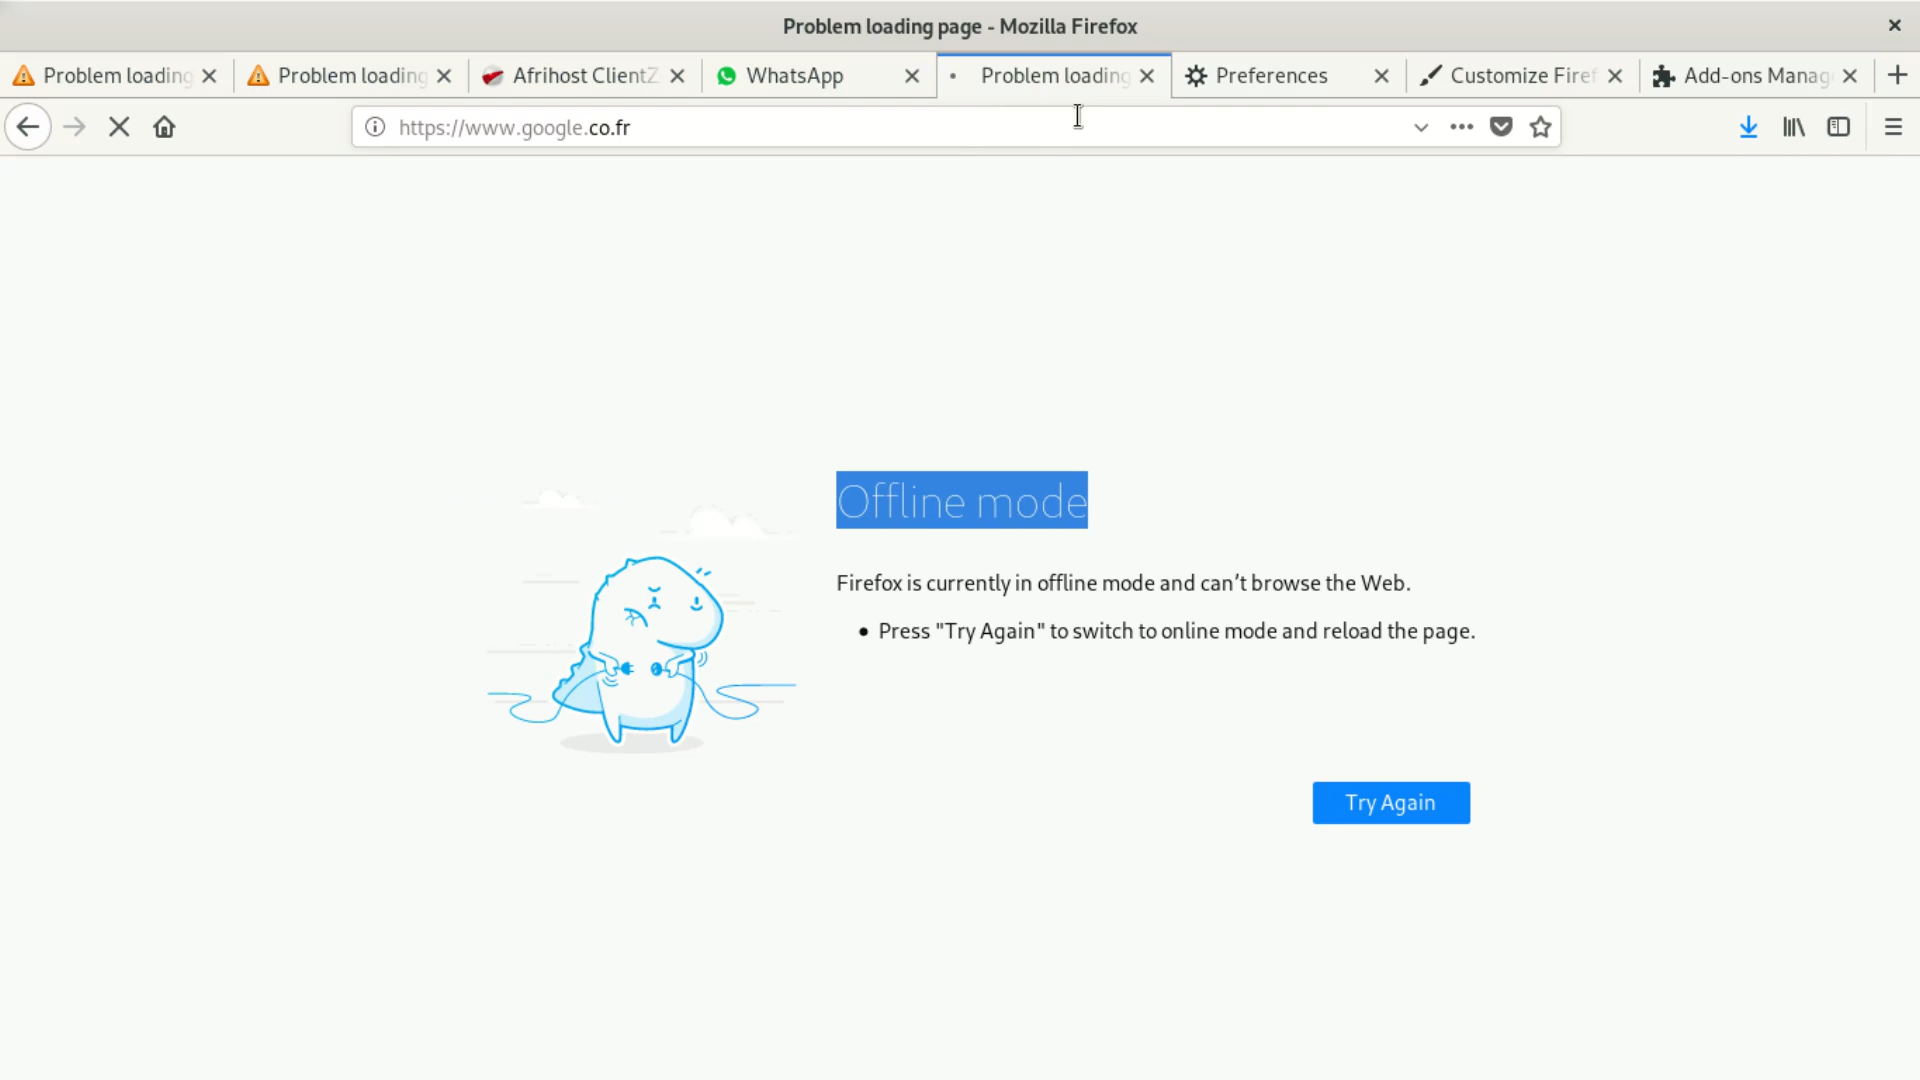 Problem loading page - Mozilla Firefox
Problem loading
Problem loading
Afrihost ClientZ
WhatsApp
Problem loading
Preferences
Customize Firef
Add-ons Manag
https://www.google.co.fr
Offline mode
Firefox is currently in offline mode and can’t browse the Web.
• Press "Try Again" to switch to online mode and reload the page.
Try Again